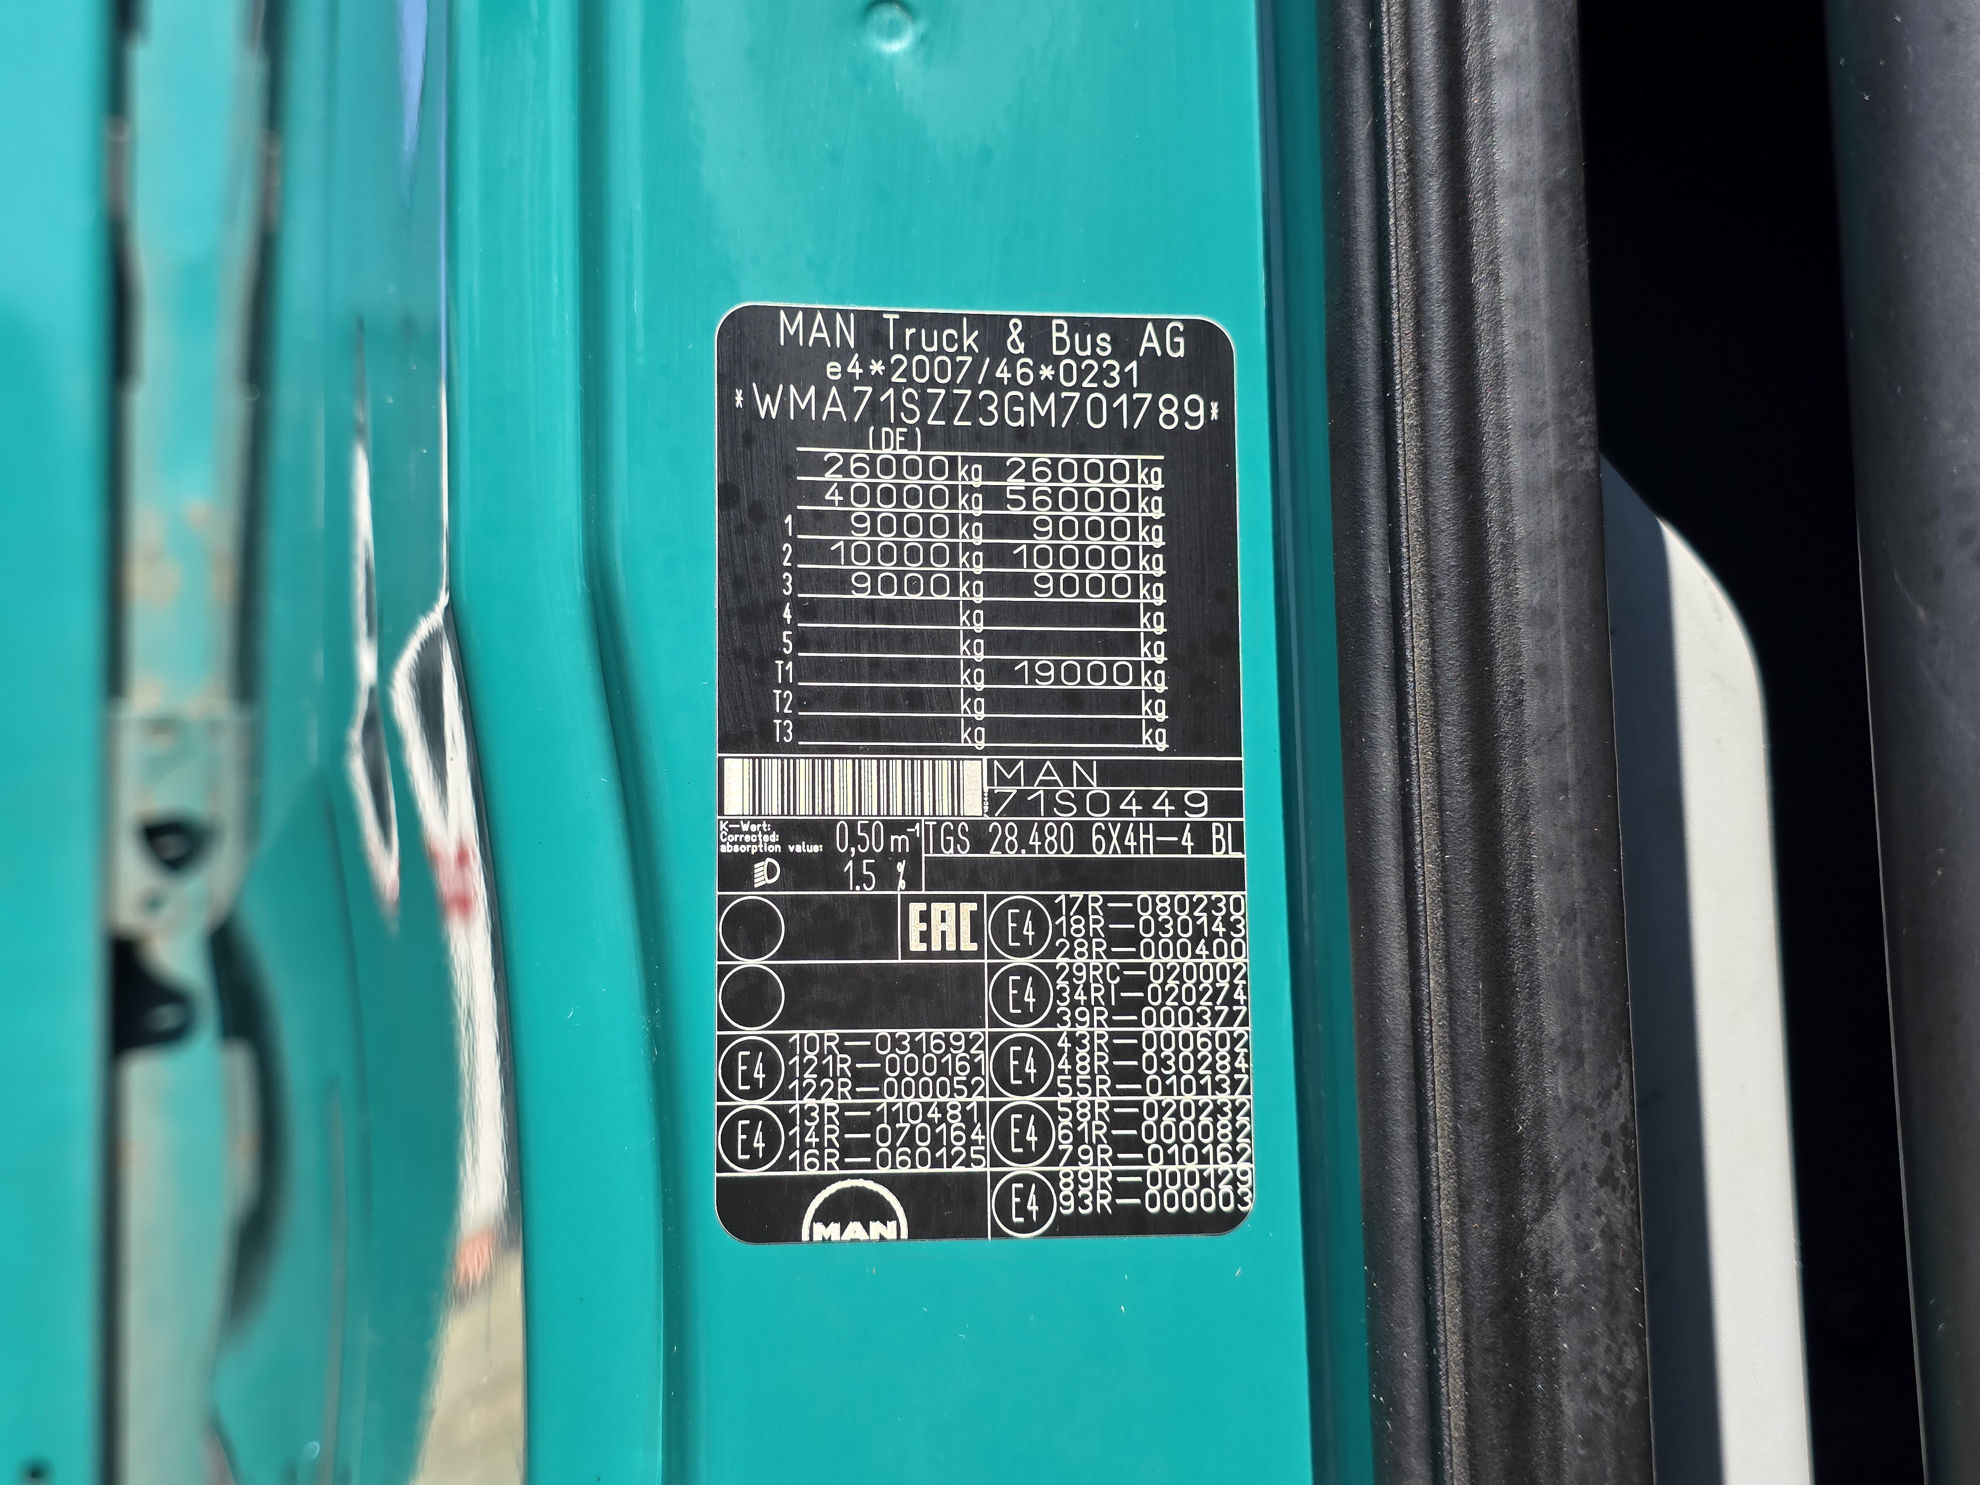 MAN Truck & Bus AG
e4*2007/46*0231
*WMA71SZZ3GM701789*
(DE)
26000 kg 26000 kg
40000 kg 56000 kg
1 9000 kg 9000 kg
2 10000 kg 10000 kg
3 9000 kg 9000 kg
4 kg kg
5 kg kg
T1 kg 19000 kg
T2 kg kg
T3 kg kg
MAN
71S0449
K-Wert:
Corrected:
absorption value: 0,50 m⁻¹
TGS 28.480 6X4H-4 BL
1.5 %
EAC
E4
17R-080230
18R-030143
28R-000400
E4
29RC-020002
34RI-020274
39R-000377
E4
10R-031692
121R-000161
122R-000052
E4
43R-000602
48R-030284
55R-010137
E4
13R-110481
14R-070164
16R-060125
E4
58R-020232
61R-000082
79R-010162
E4
89R-000129
93R-000003
MAN